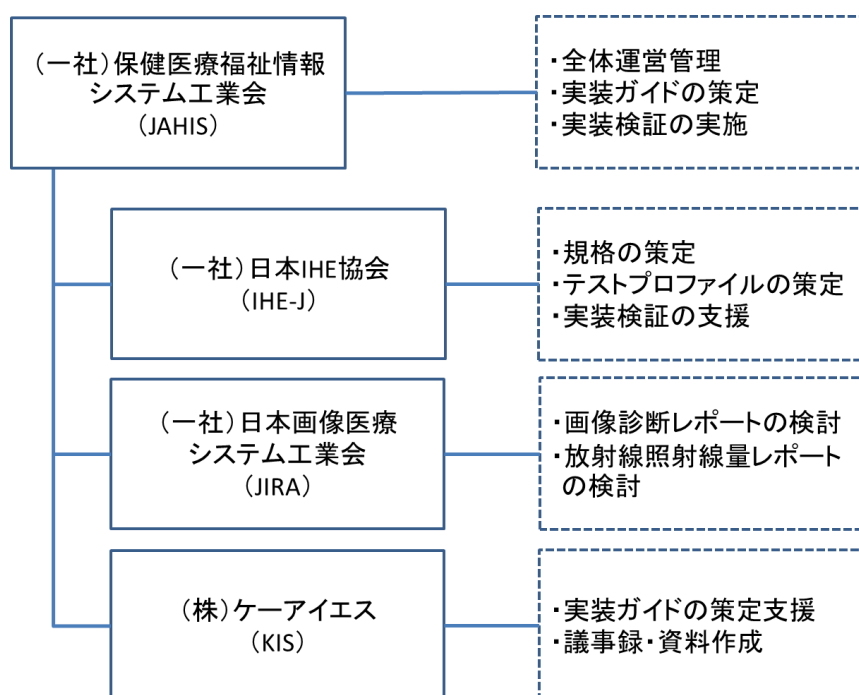 （一社）保健医療福祉情報
システム工業会
（JAHIS）
・全体運営管理
・実装ガイドの策定
・実装検証の実施
（一社）日本IHE協会
（IHE-J）
・規格の策定
・テストプロファイルの策定
・実装検証の支援
（一社）日本画像医療
システム工業会
（JIRA）
・画像診断レポートの検討
・放射線照射線量レポート
の検討
（株）ケーアイエス
（KIS）
・実装ガイドの策定支援
・議事録・資料作成